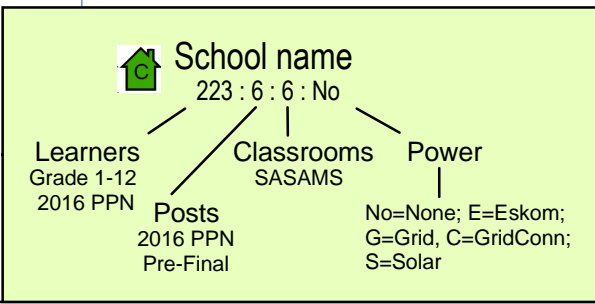 C
School name
223 : 6 : 6 : No
Learners
Grade 1-12
2016 PPN
Posts
2016 PPN
Pre-Final
Classrooms
SASAMS
Power
No=None; E=Eskom;
G=Grid, C=GridConn;
S=Solar